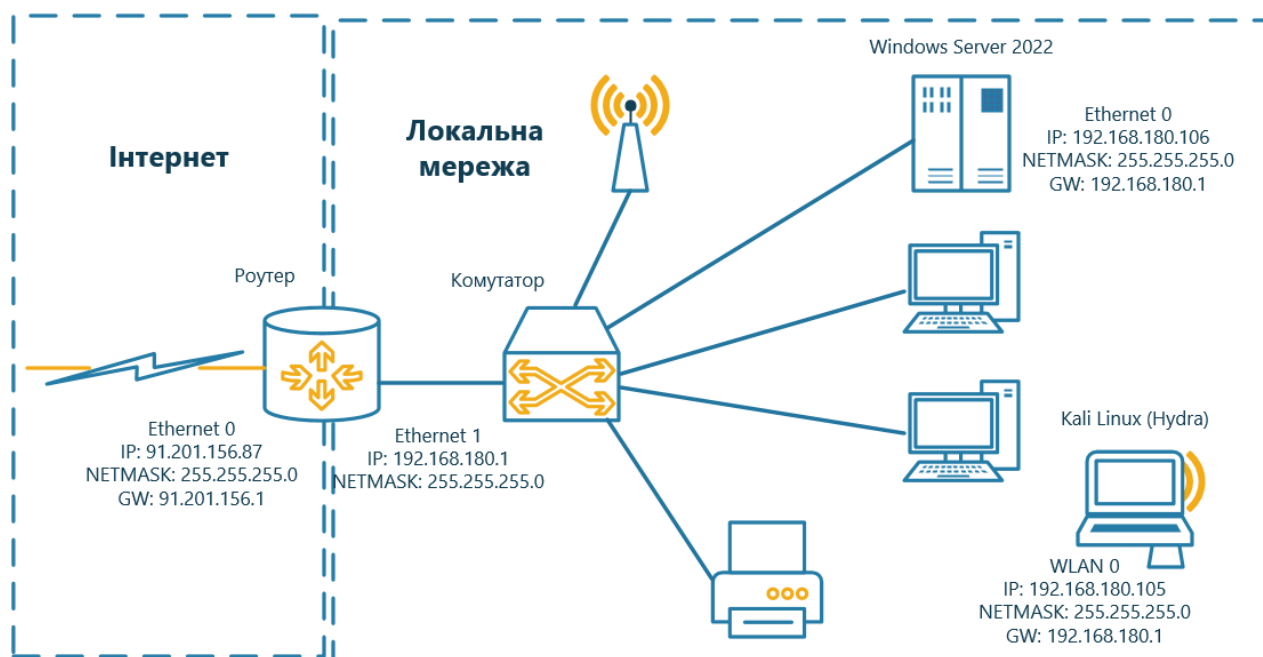 Windows Server 2022
Інтернет
Локальна
мережа
Ethernet 0
IP: 192.168.180.106
NETMASK: 255.255.255.0
GW: 192.168.180.1
Роутер
Комутатор
Ethernet 0
IP: 91.201.156.87
NETMASK: 255.255.255.0
GW: 91.201.156.1
Ethernet 1
IP: 192.168.180.1
NETMASK: 255.255.255.0
Kali Linux (Hydra)
WLAN 0
IP: 192.168.180.105
NETMASK: 255.255.255.0
GW: 192.168.180.1